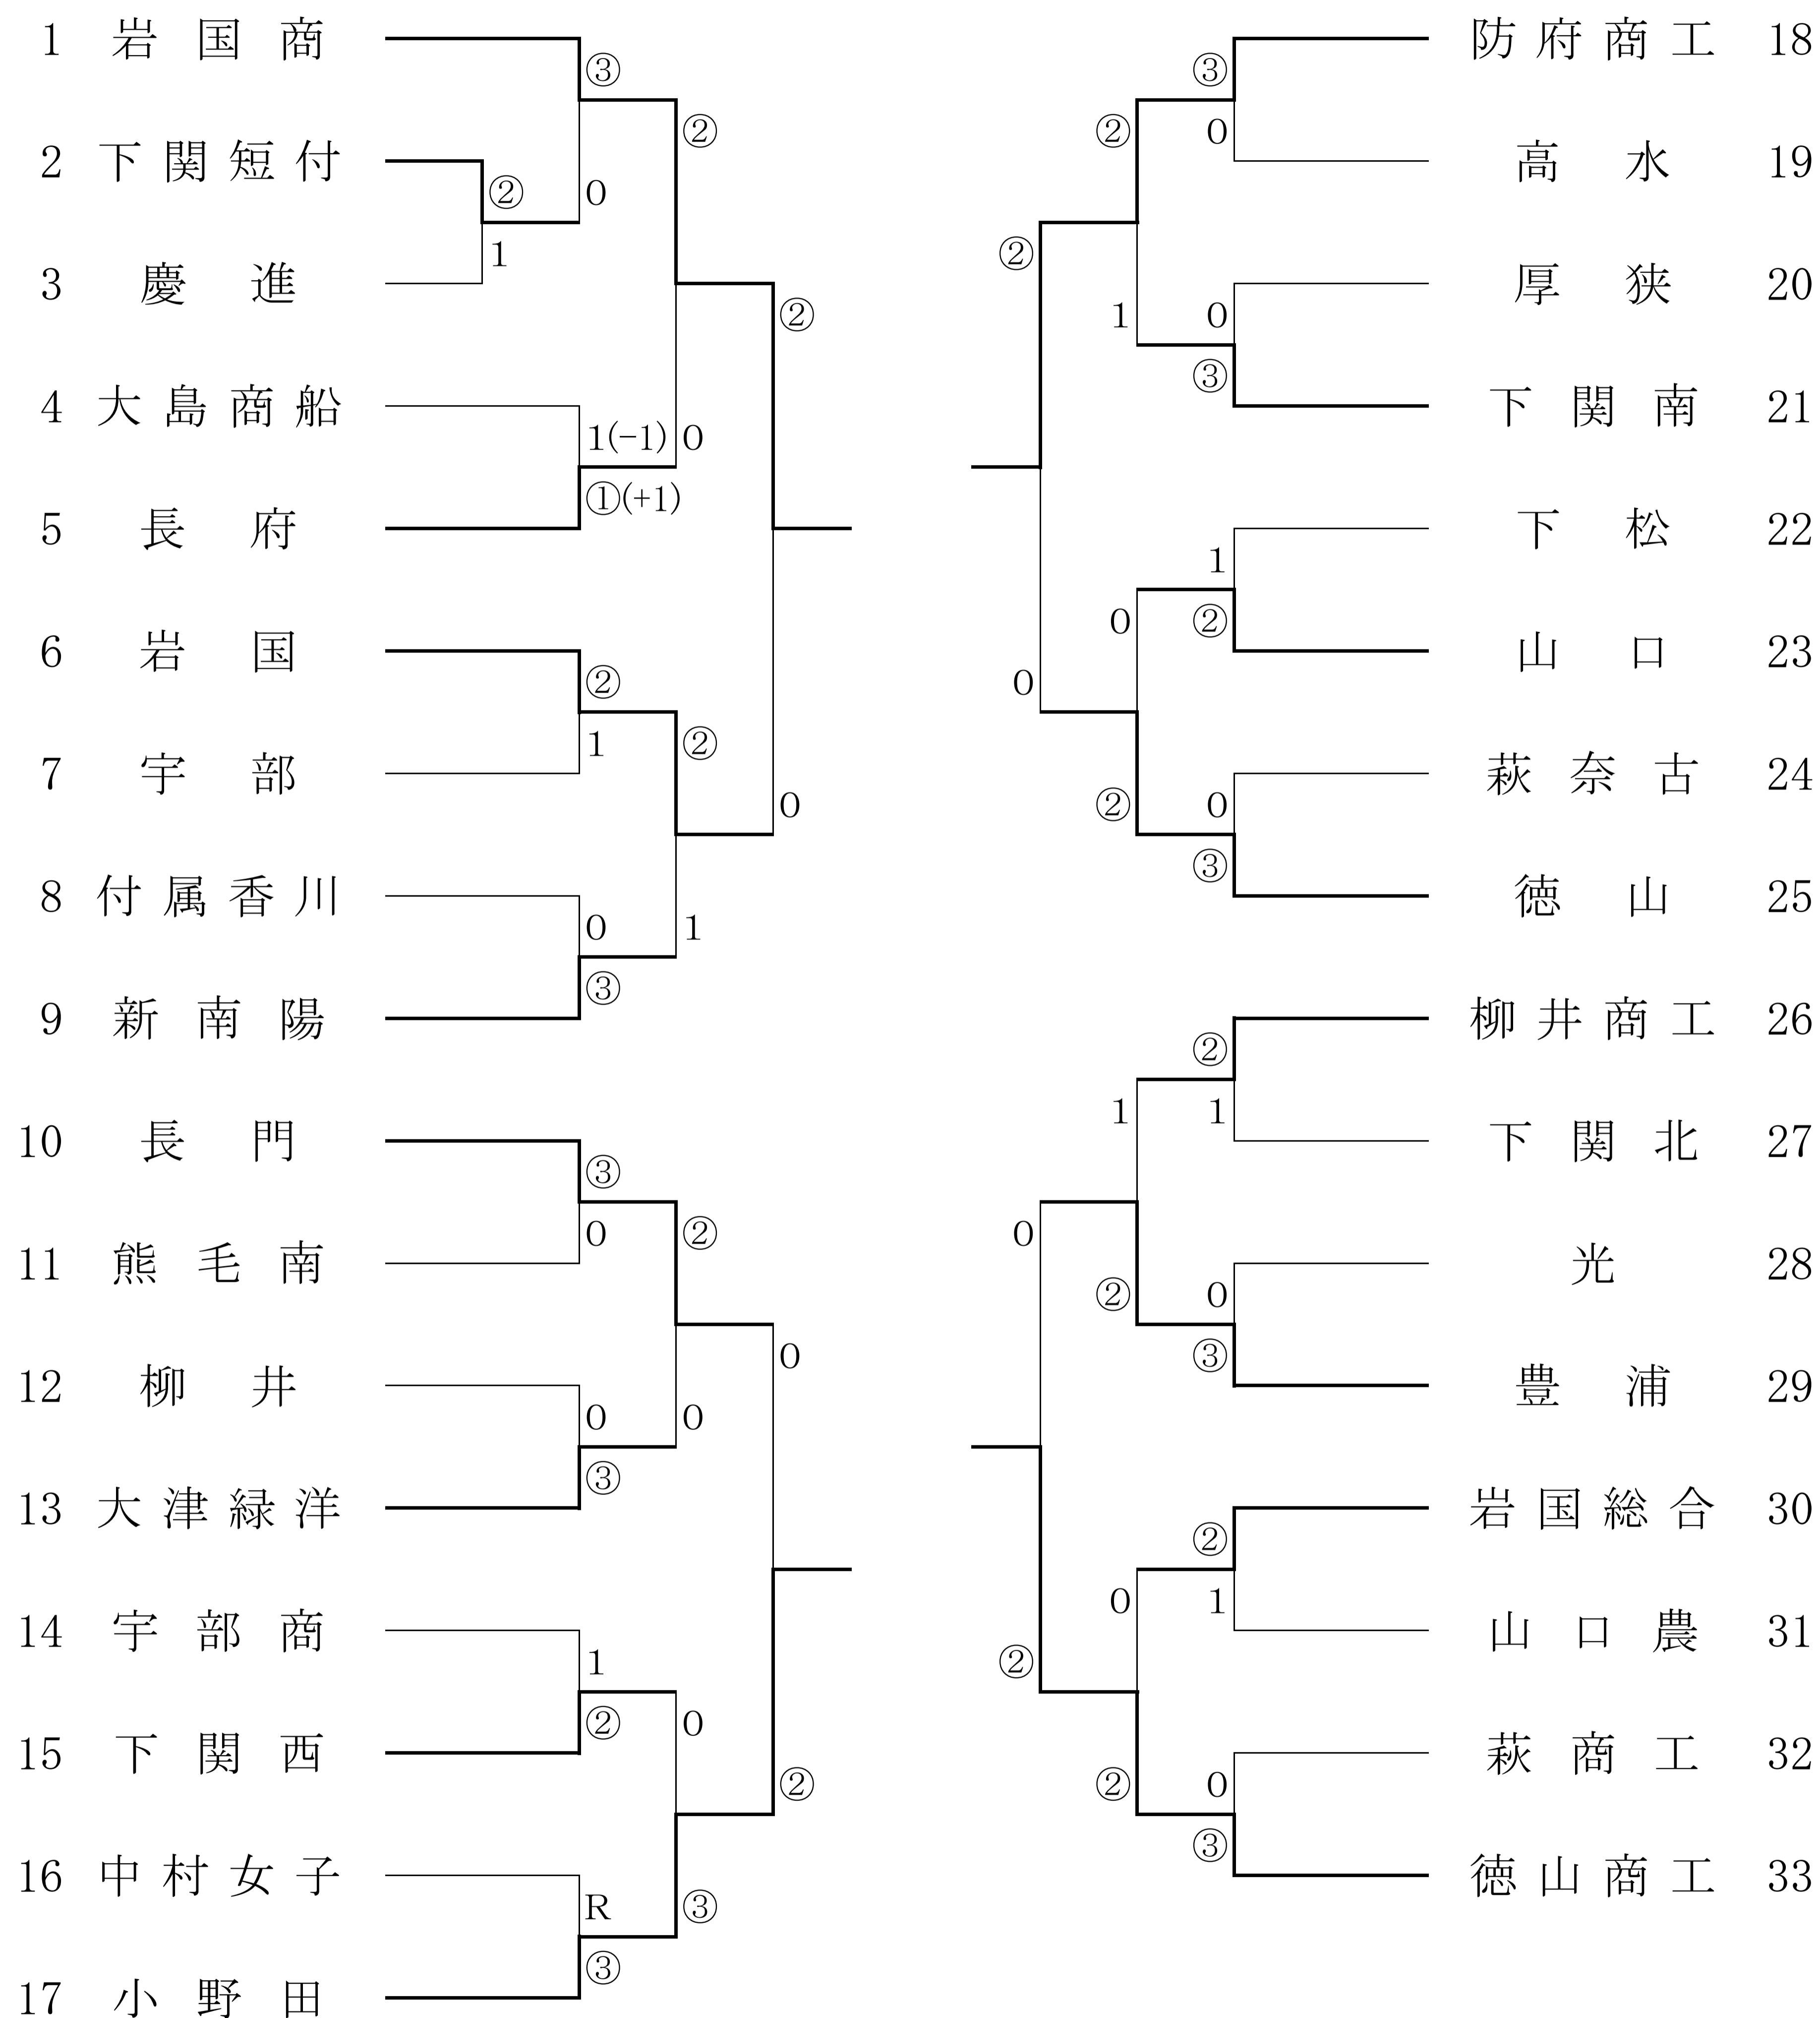 1 岩国商
③
②
2 下関短付
②
0
1
3 慶進
②
4 大島商船
1(-1)
0
①(+1)
5 長府
6 岩国
②
1
②
7 宇部
0
8 付属香川
0
1
③
9 新南陽
10 長門
③
0
②
11 熊毛南
0
12 柳井
0
0
③
13 大津緑洋
14 宇部商
1
②
0
15 下関西
②
16 中村女子
R
③
③
17 小野田
防府商工 18
③
②
0
高水 19
②
厚狭 20
1
0
③
下関南 21
下松 22
1
0
②
山口 23
0
萩奈古 24
②
0
③
徳山 25
柳井商工 26
②
1
1
下関北 27
0
光 28
②
0
③
豊浦 29
岩国総合 30
②
0
1
山口農 31
②
萩商工 32
②
0
③
徳山商工 33